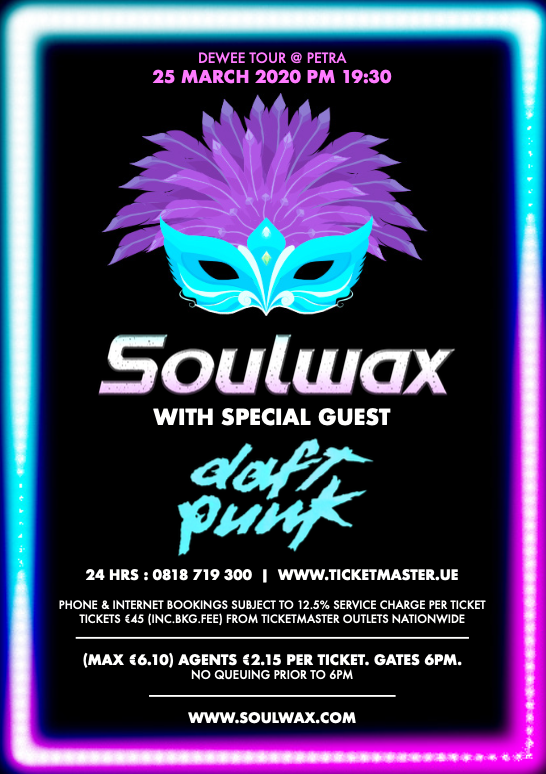 DEWEE TOUR @ PETRA
25 MARCH 2020 PM 19:30
Soulwax
WITH SPECIAL GUEST
daft
punk
24 HRS : 0818 719 300 | WWW.TICKETMASTER.UE
PHONE & INTERNET BOOKINGS SUBJECT TO 12.5% SERVICE CHARGE PER TICKET
TICKETS €45 (INC.BKG.FEE) FROM TICKETMASTER OUTLETS NATIONWIDE
(MAX €6.10) AGENTS €2.15 PER TICKET. GATES 6PM.
NO QUEUING PRIOR TO 6PM
WWW.SOULWAX.COM